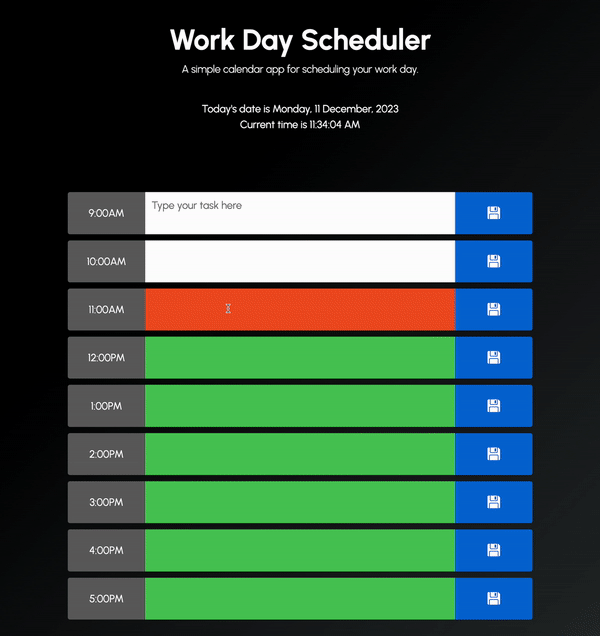 Work Day Scheduler
A simple calendar app for scheduling your work day.
Today's date is Monday, 11 December, 2023
Current time is 11:34:04 AM
9:00AM Type your task here
10:00AM
11:00AM
12:00PM
1:00PM
2:00PM
3:00PM
4:00PM
5:00PM